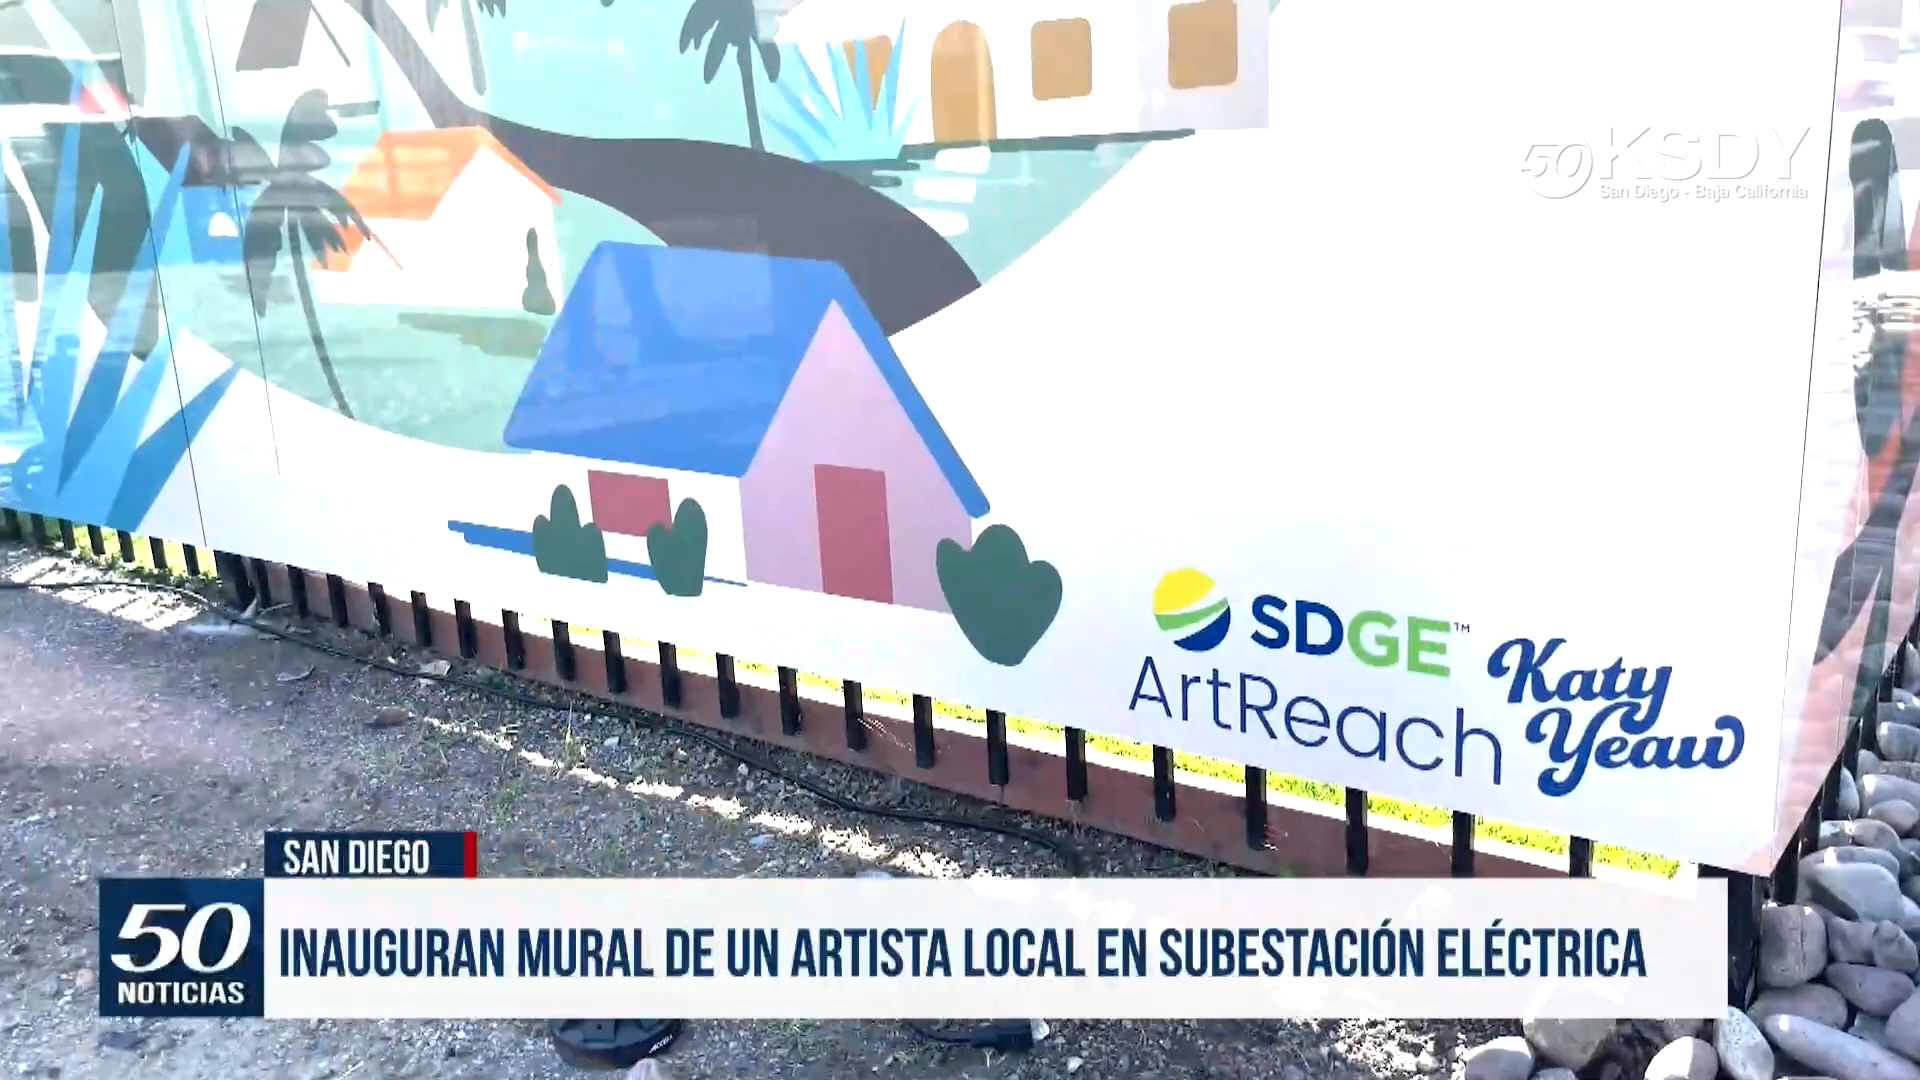 50 KSDY
San Diego - Baja California
SDGE™
ArtReach
Katy
Yeaw
SAN DIEGO
50
NOTICIAS
INAUGURAN MURAL DE UN ARTISTA LOCAL EN SUBESTACIÓN ELÉCTRICA